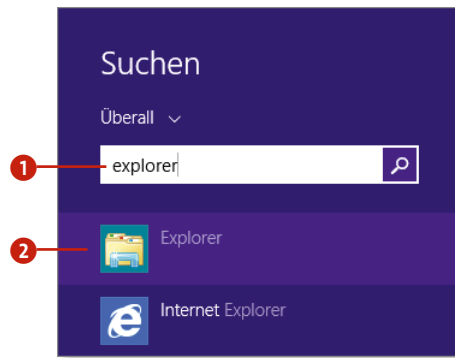 Suchen
Überall
1
explorer
2
Explorer
Internet Explorer